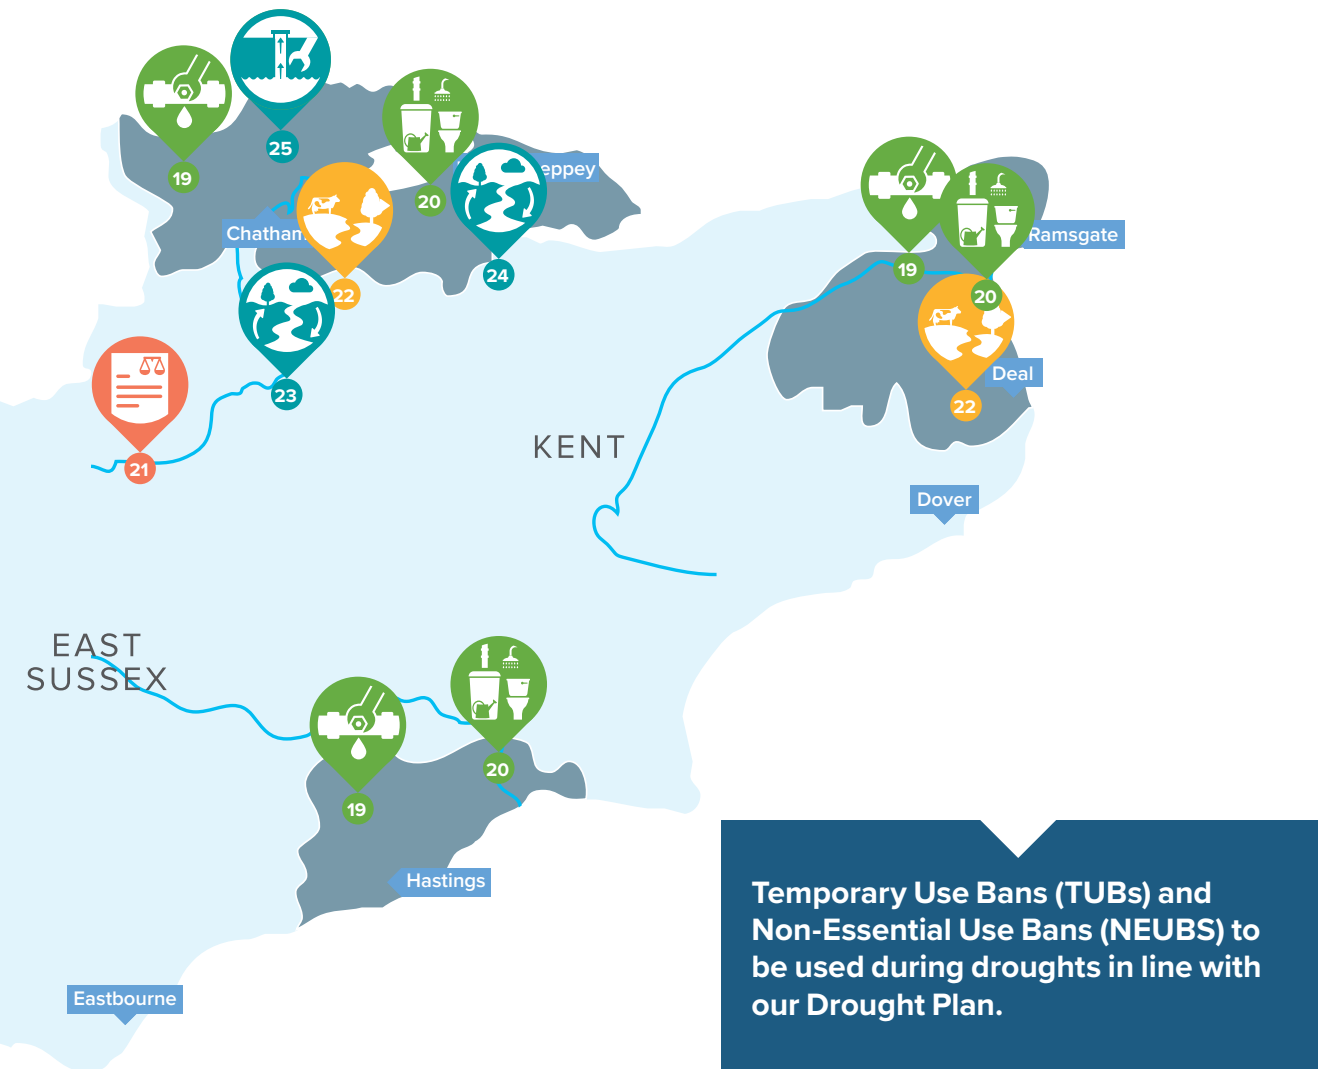 25
19
20
eppey
Chatham
24
22
23
21
19
Ramsgate
20
Deal
22
KENT
Dover
EAST
SUSSEX
20
19
Hastings
Eastbourne
Temporary Use Bans (TUBs) and
Non-Essential Use Bans (NEUBS) to
be used during droughts in line with
our Drought Plan.